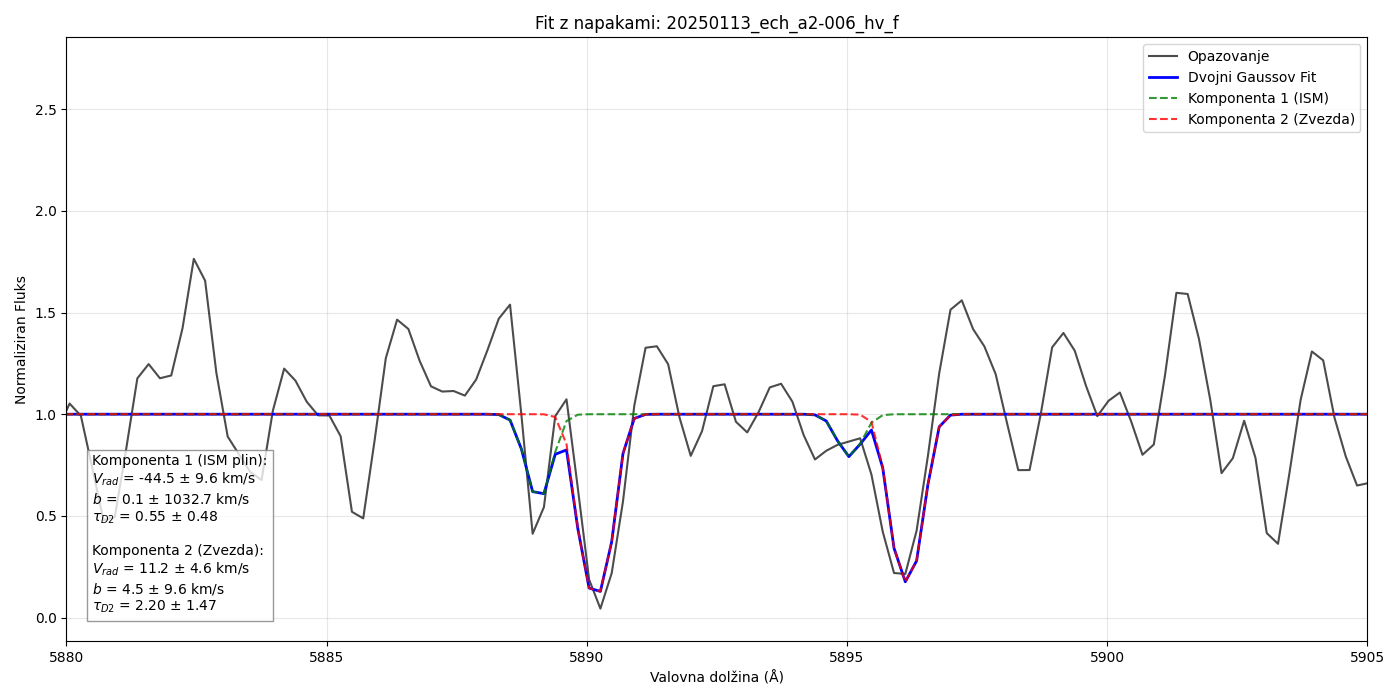 Fit z napakami: 20250113_ech_a2-006_hv_f
Opazovanje
Dvojni Gaussov Fit
Komponenta 1 (ISM)
Komponenta 2 (Zvezda)
Normaliziran Fluks
2.5
2.0
1.5
1.0
0.5
0.0
Komponenta 1 (ISM plin):
V_rad = -44.5 ± 9.6 km/s
b = 0.1 ± 1032.7 km/s
τ_D2 = 0.55 ± 0.48
Komponenta 2 (Zvezda):
V_rad = 11.2 ± 4.6 km/s
b = 4.5 ± 9.6 km/s
τ_D2 = 2.20 ± 1.47
5880 5885 5890 5895 5900 5905
Valovna dolžina (Å)